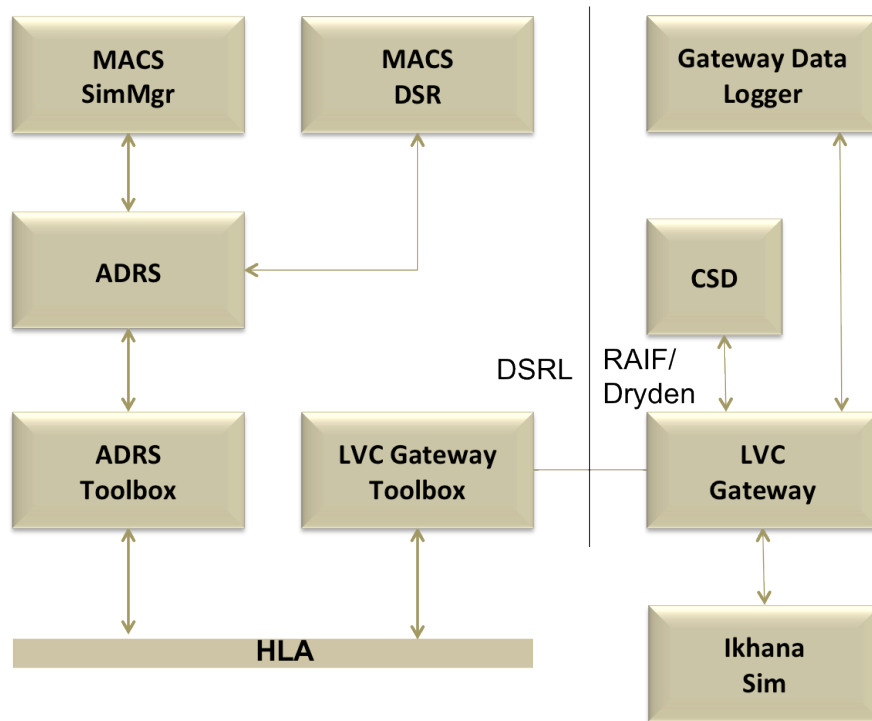 MACS
SimMgr
MACS
DSR
Gateway Data
Logger
ADRS
CSD
DSRL
RAIF/
Dryden
ADRS
Toolbox
LVC Gateway
Toolbox
LVC
Gateway
HLA
Ikhana
Sim